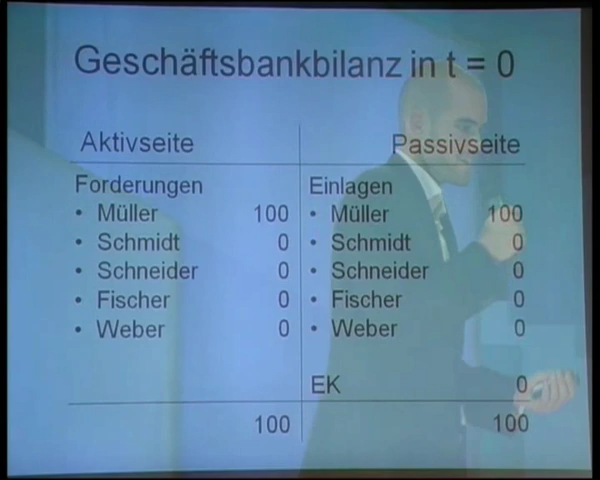 Geschäftsbankbilanz in t = 0
Aktivseite Passivseite
Forderungen Einlagen
• Müller 100 • Müller 100
• Schmidt 0 • Schmidt 0
• Schneider 0 • Schneider 0
• Fischer 0 • Fischer 0
• Weber 0 • Weber 0
EK 0
100 100